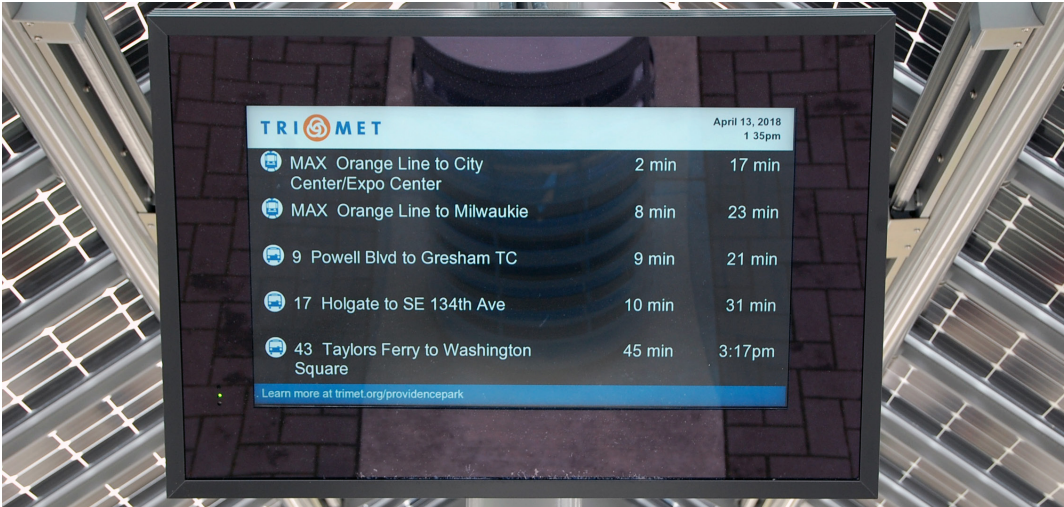 TRI MET
April 13, 2018
1 35pm
MAX Orange Line to City 2 min 17 min
Center/Expo Center
MAX Orange Line to Milwaukie 8 min 23 min
9 Powell Blvd to Gresham TC 9 min 21 min
17 Holgate to SE 134th Ave 10 min 31 min
43 Taylors Ferry to Washington 45 min 3:17pm
Square
Learn more at trimet.org/providencepark